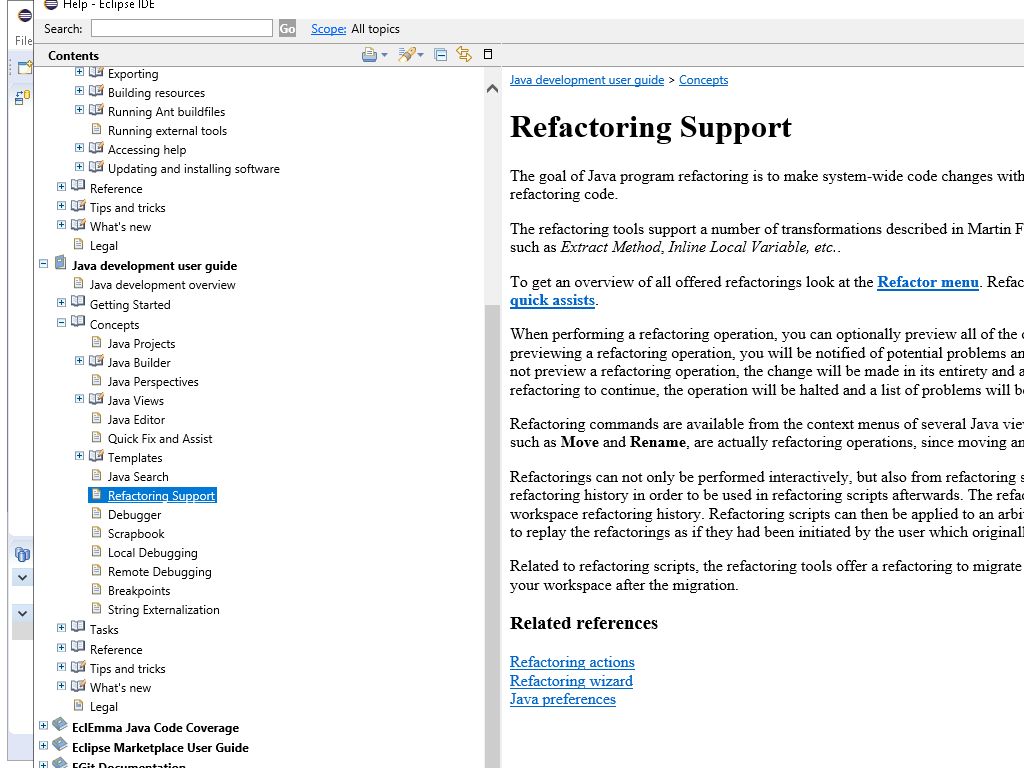 Help - Eclipse IDE
File
Search: Go Scope: All topics
Contents
Exporting
Building resources
Running Ant buildfiles
Running external tools
Accessing help
Updating and installing software
Reference
Tips and tricks
What's new
Legal
Java development user guide
Java development overview
Getting Started
Concepts
Java Projects
Java Builder
Java Perspectives
Java Views
Java Editor
Quick Fix and Assist
Templates
Java Search
Refactoring Support
Debugger
Scrapbook
Local Debugging
Remote Debugging
Breakpoints
String Externalization
Tasks
Reference
Tips and tricks
What's new
Legal
EclEmma Java Code Coverage
Eclipse Marketplace User Guide
EGit Documentation
Java development user guide > Concepts
Refactoring Support
The goal of Java program refactoring is to make system-wide code changes with
refactoring code.
The refactoring tools support a number of transformations described in Martin F
such as Extract Method, Inline Local Variable, etc..
To get an overview of all offered refactorings look at the Refactor menu. Refac
quick assists.
When performing a refactoring operation, you can optionally preview all of the
previewing a refactoring operation, you will be notified of potential problems an
not preview a refactoring operation, the change will be made in its entirety and a
refactoring to continue, the operation will be halted and a list of problems will be
Refactoring commands are available from the context menus of several Java vie
such as Move and Rename, are actually refactoring operations, since moving an
Refactorings can not only be performed interactively, but also from refactoring s
refactoring history in order to be used in refactoring scripts afterwards. The refa
workspace refactoring history. Refactoring scripts can then be applied to an arbi
to replay the refactorings as if they had been initiated by the user which originall
Related to refactoring scripts, the refactoring tools offer a refactoring to migrate
your workspace after the migration.
Related references
Refactoring actions
Refactoring wizard
Java preferences